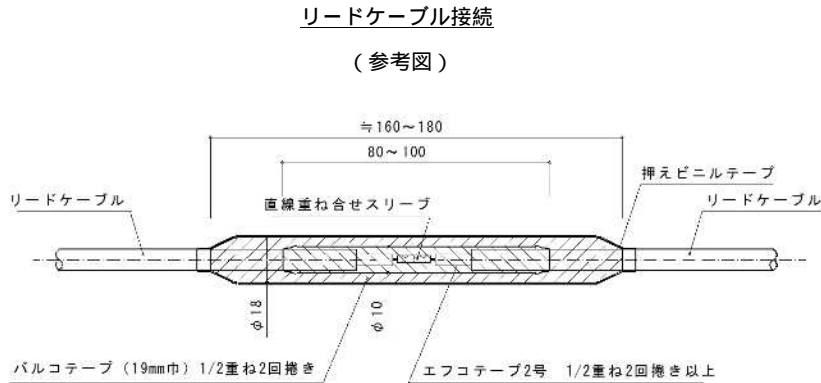 リードケーブル接続
(参考図)
≒160～180
80～100
押えビニルテープ
リードケーブル
直線重ね合せスリーブ
リードケーブル
φ18
φ10
バルコテープ（19mm巾）1/2重ね2回捲き
エフコテープ2号 1/2重ね2回捲き以上